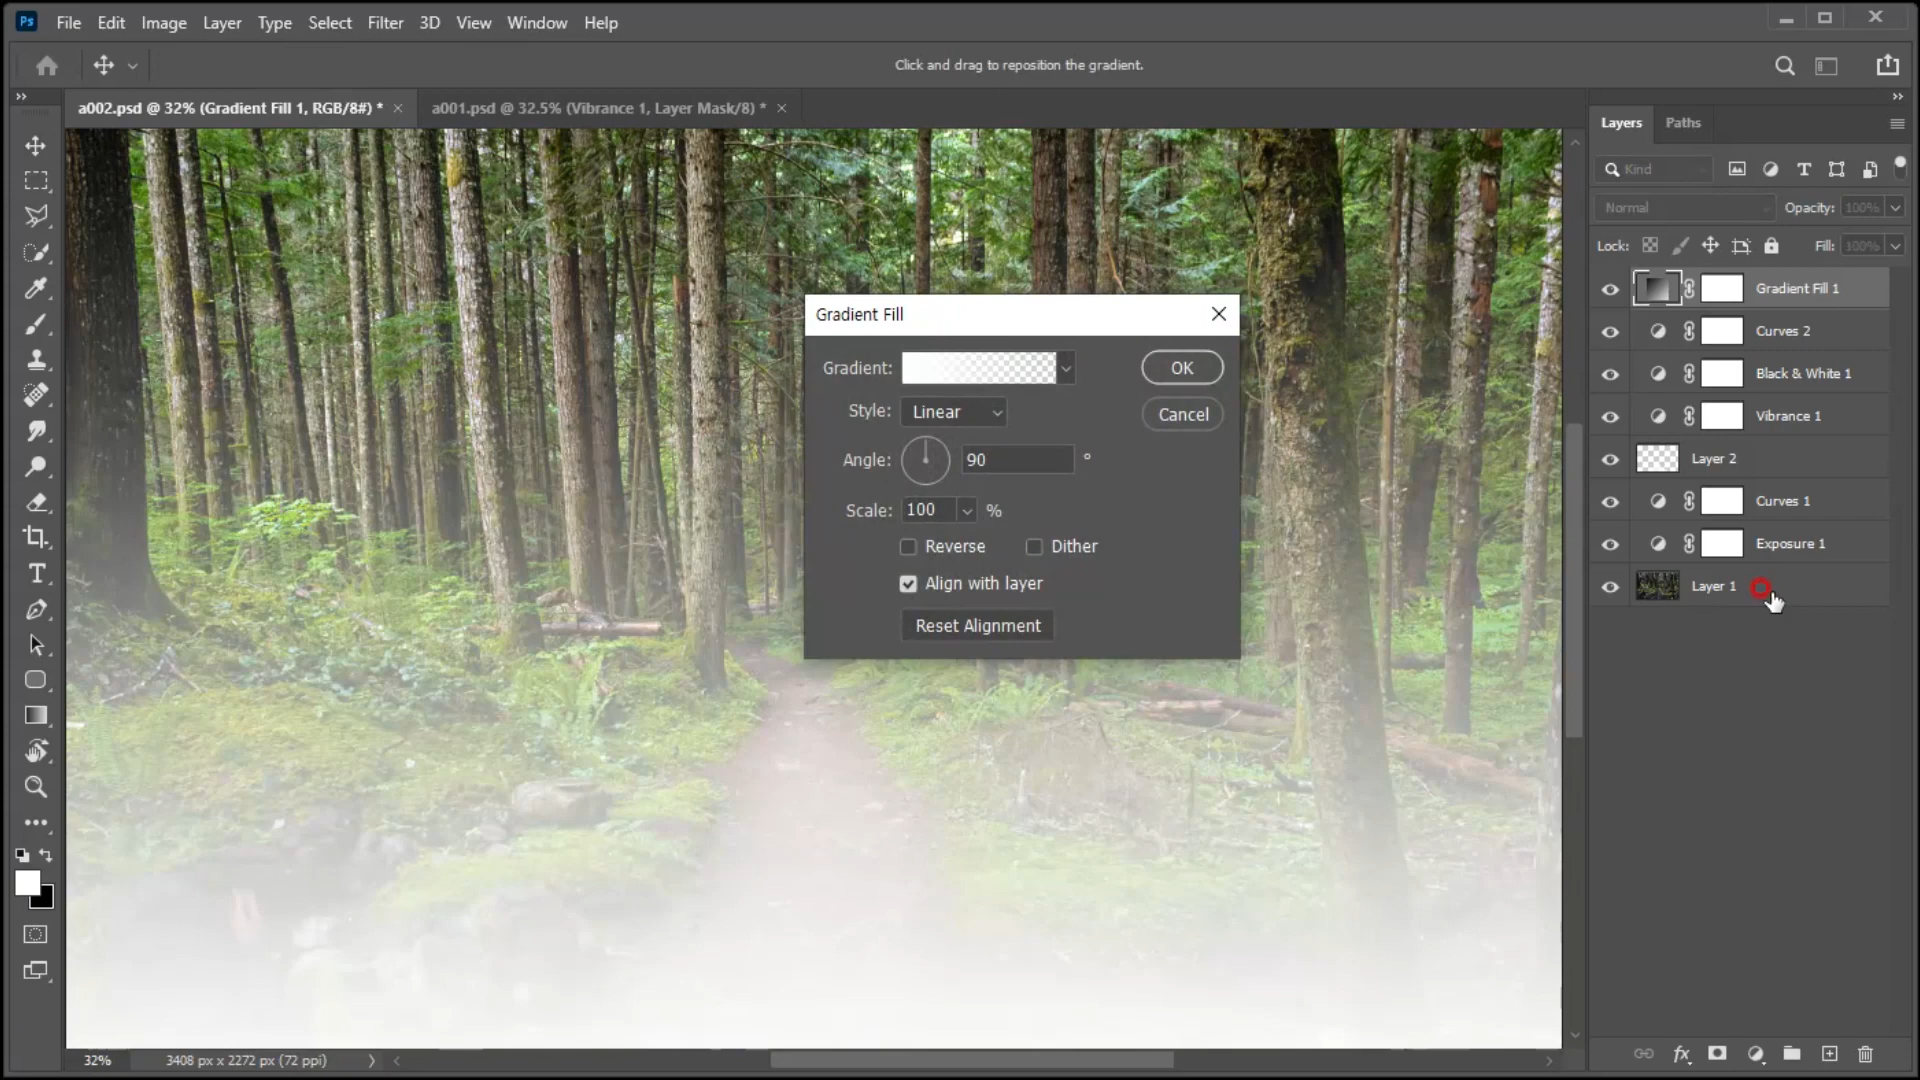 Ps File Edit Image Layer Type Select Filter 3D View Window Help
Click and drag to reposition the gradient.
a002.psd @ 32% (Gradient Fill 1, RGB/8#) *
a001.psd @ 32.5% (Vibrance 1, Layer Mask/8) *
Layers Paths
Kind
Normal Opacity: 100%
Lock: Fill: 100%
Gradient Fill 1
Curves 2
Black & White 1
Vibrance 1
Layer 2
Curves 1
Exposure 1
Layer 1
Gradient Fill
Gradient: OK
Style: Linear Cancel
Angle: 90 °
Scale: 100 %
Reverse Dither
Align with layer
Reset Alignment
32% 3408 px x 2272 px (72 ppi)